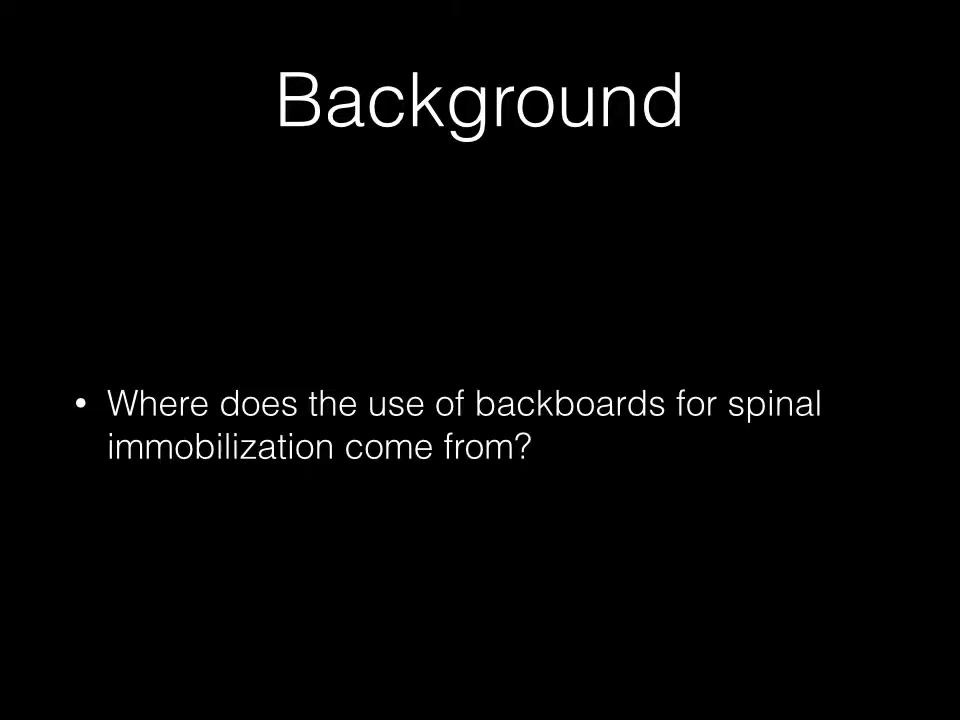 Background
• Where does the use of backboards for spinal
immobilization come from?